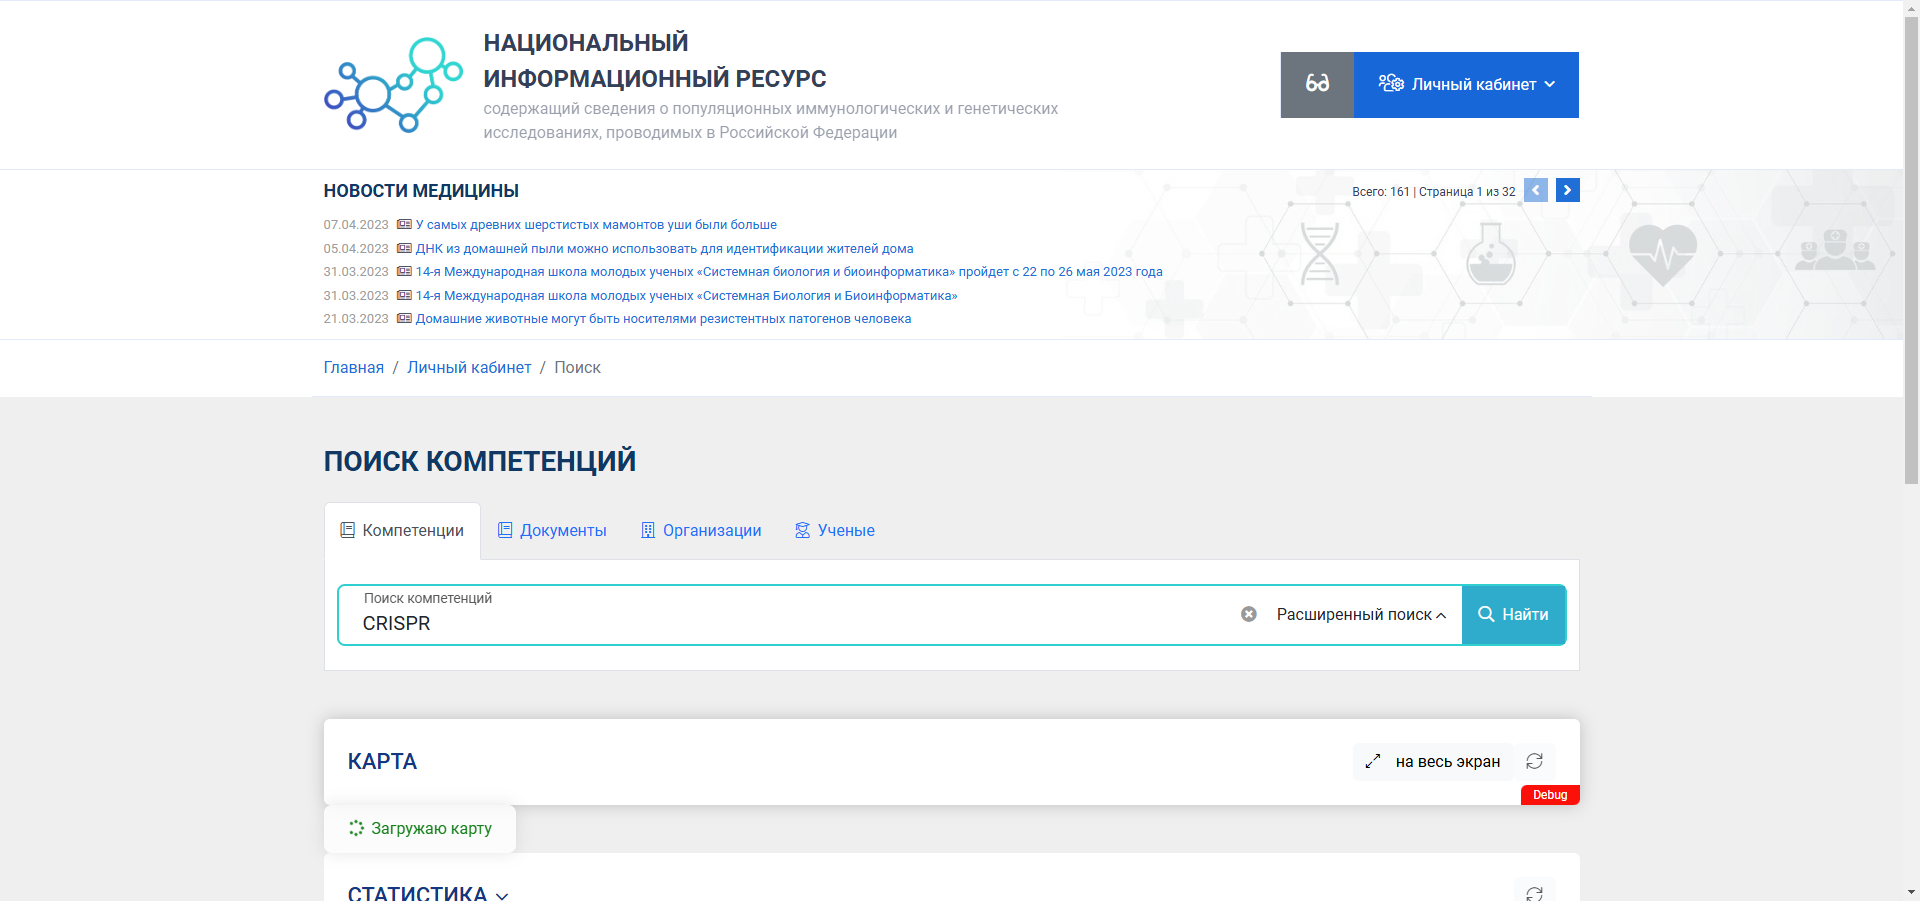 НАЦИОНАЛЬНЫЙ
ИНФОРМАЦИОННЫЙ РЕСУРС
содержащий сведения о популяционных иммунологических и генетических
исследованиях, проводимых в Российской Федерации
Личный кабинет
НОВОСТИ МЕДИЦИНЫ
Всего: 161 | Страница 1 из 32
07.04.2023 У самых древних шерстистых мамонтов уши были больше
05.04.2023 ДНК из домашней пыли можно использовать для идентификации жителей дома
31.03.2023 14-я Международная школа молодых ученых «Системная биология и биоинформатика» пройдет с 22 по 26 мая 2023 года
31.03.2023 14-я Международная школа молодых ученых «Системная Биология и Биоинформатика»
21.03.2023 Домашние животные могут быть носителями резистентных патогенов человека
Главная / Личный кабинет / Поиск
ПОИСК КОМПЕТЕНЦИЙ
Компетенции Документы Организации Ученые
Поиск компетенций
CRISPR
Расширенный поиск Найти
КАРТА
на весь экран
Debug
Загружаю карту
СТАТИСТИКА